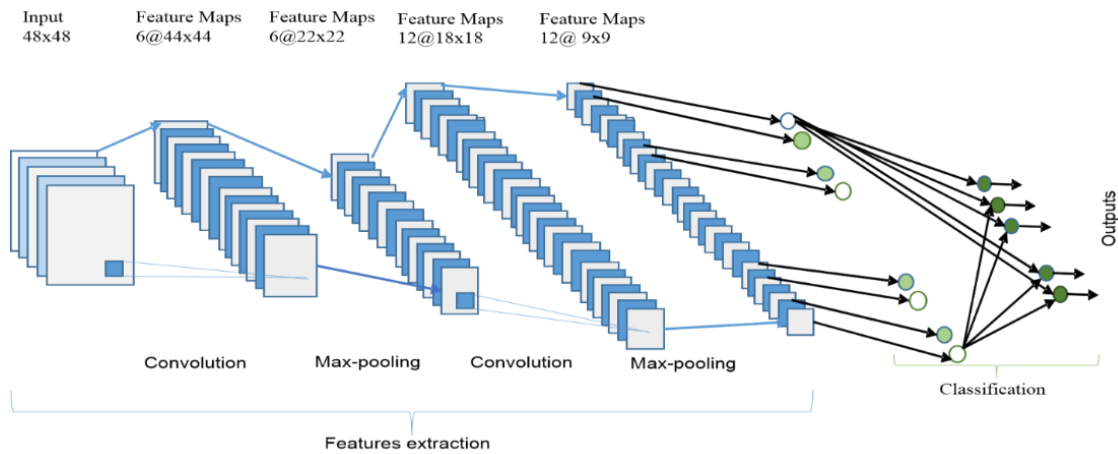 Input
48x48
Feature Maps
6@44x44
Feature Maps
6@22x22
Feature Maps
12@18x18
Feature Maps
12@ 9x9
Outputs
Convolution
Max-pooling
Convolution
Max-pooling
Classification
Features extraction